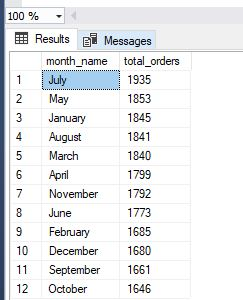 100 %
Results Messages
month_name total_orders
1 July 1935
2 May 1853
3 January 1845
4 August 1841
5 March 1840
6 April 1799
7 November 1792
8 June 1773
9 February 1685
10 December 1680
11 September 1661
12 October 1646